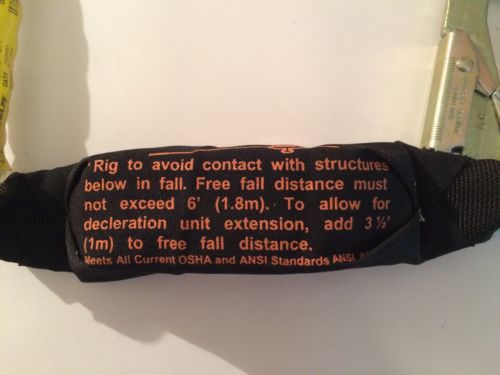 Rig to avoid contact with structures
below in fall. Free fall distance must
not exceed 6' (1.8m). To allow for
decleration unit extension, add 3 ½'
(1m) to free fall distance.
Meets All Current OSHA and ANSI Standards ANSI